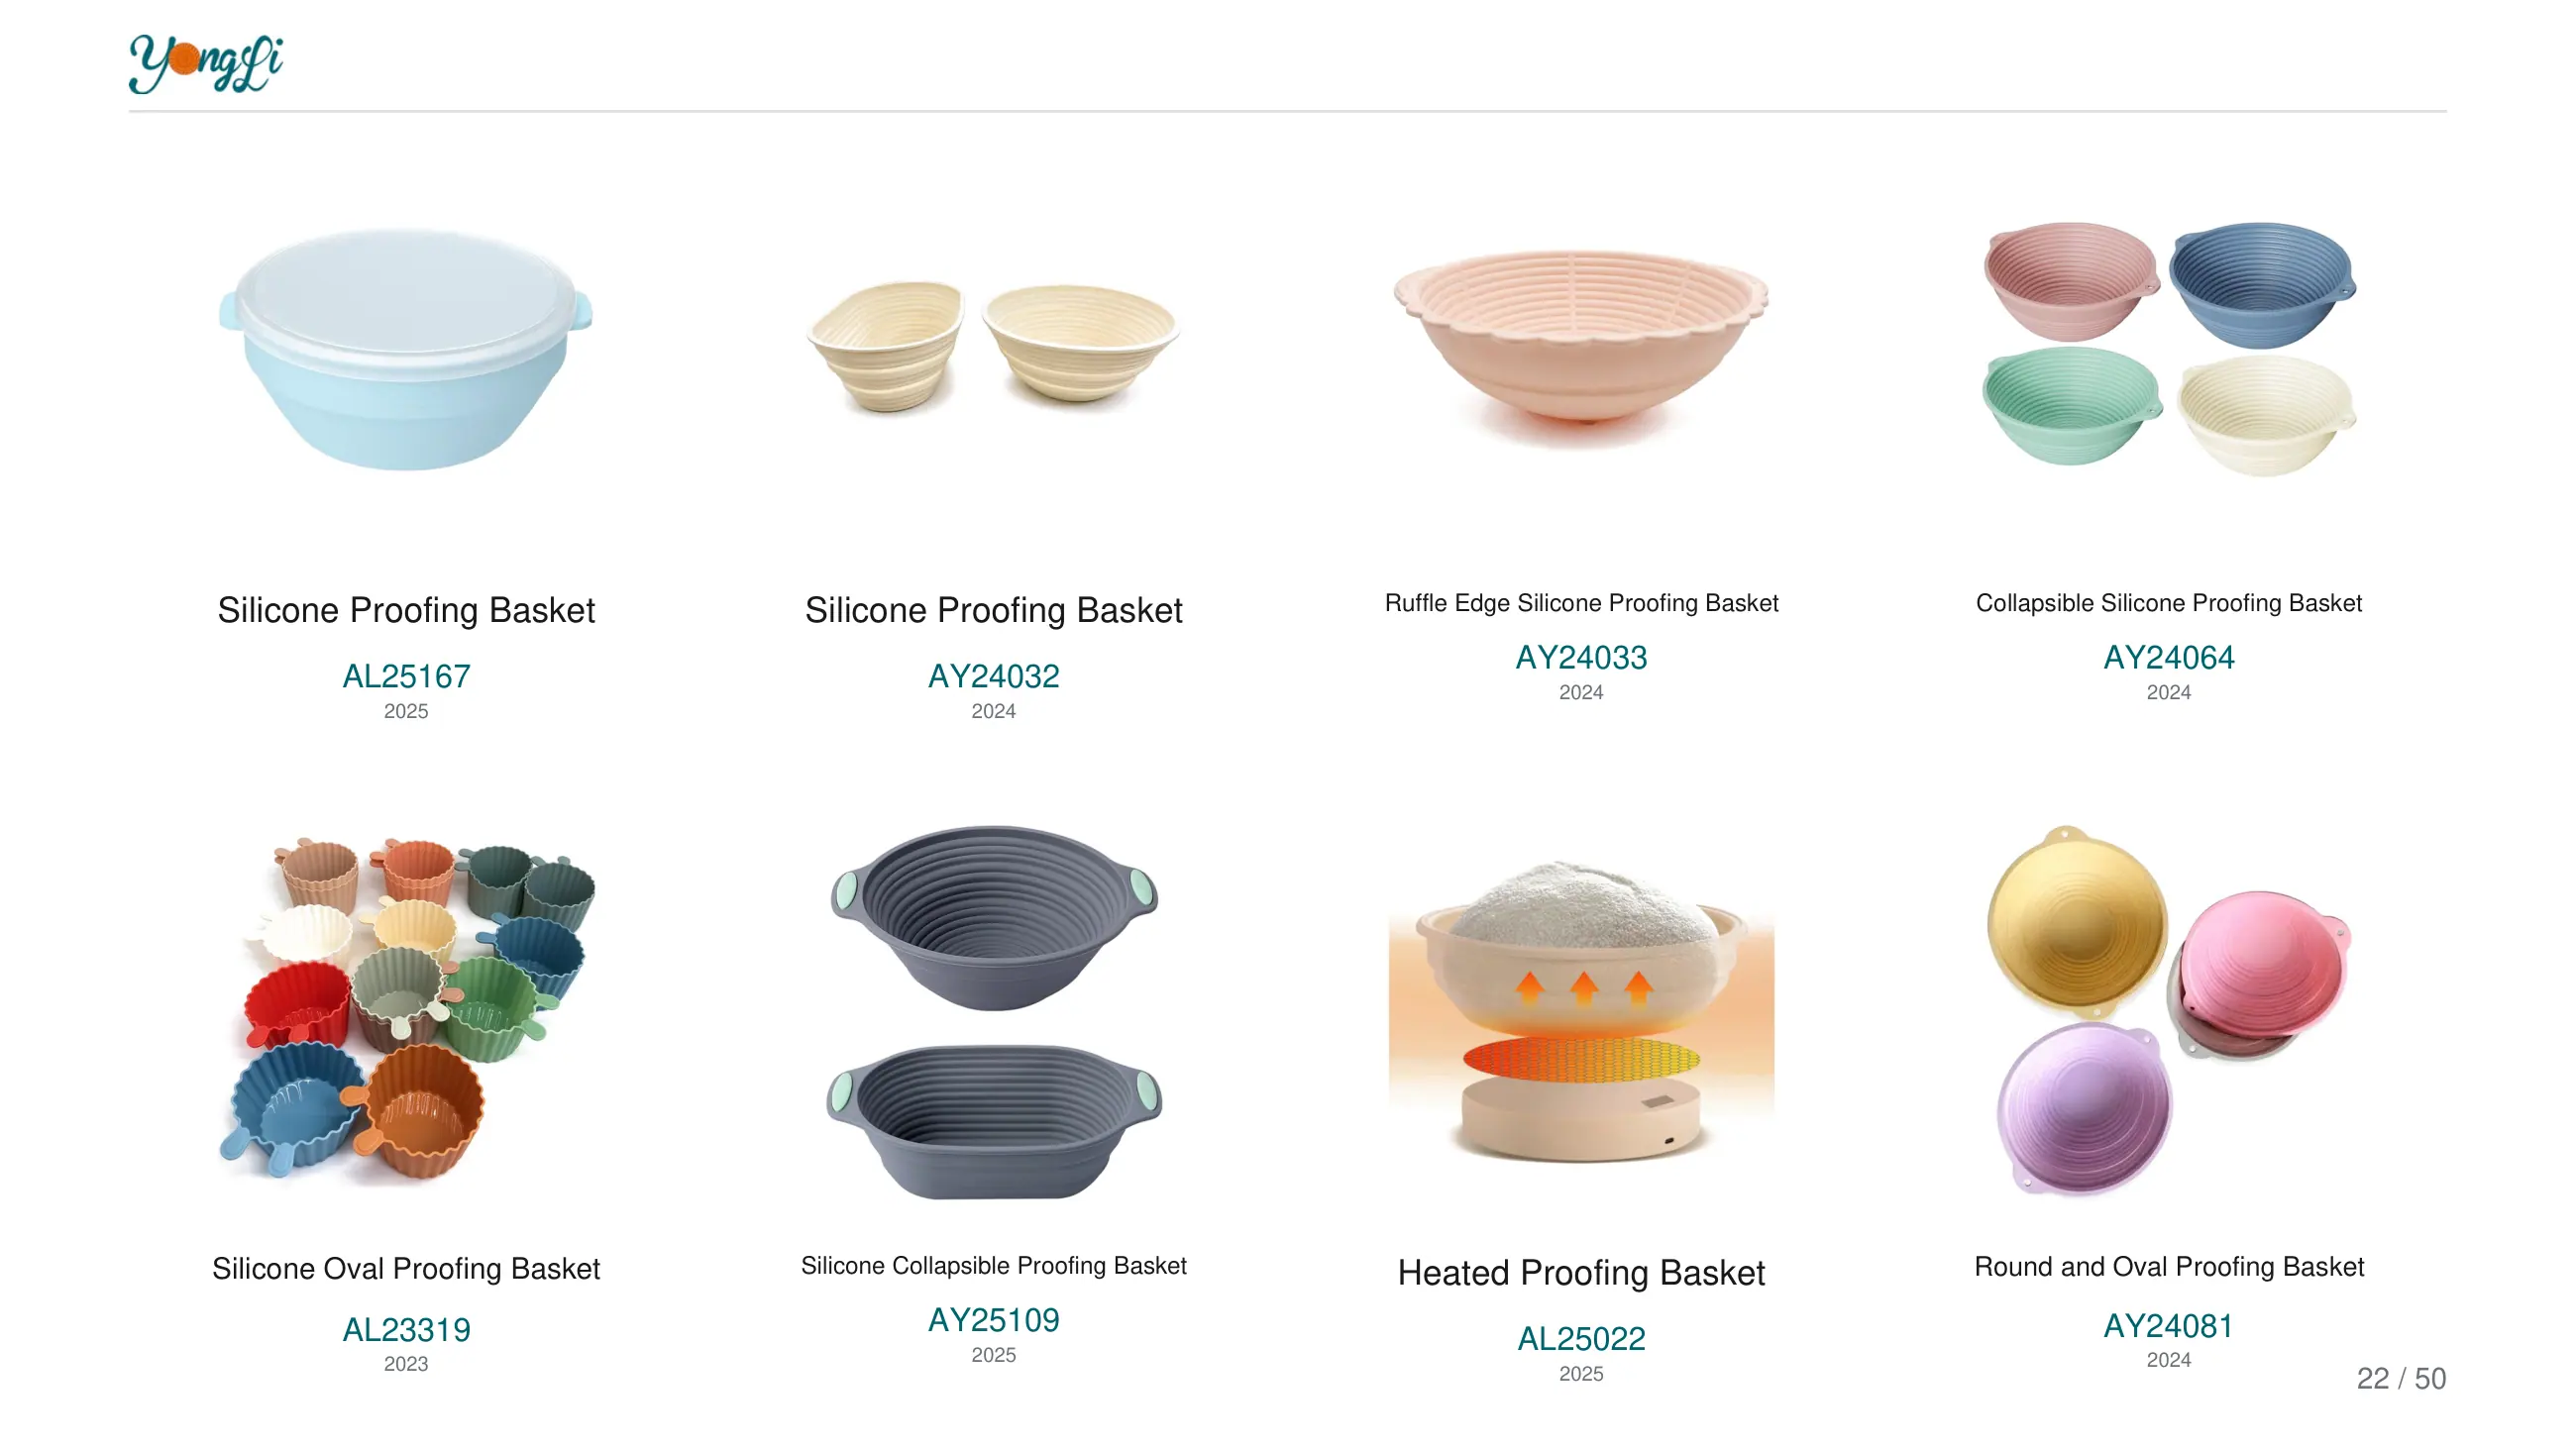 YongLi
Silicone Proofing Basket
AL25167
2025
Silicone Proofing Basket
AY24032
2024
Ruffle Edge Silicone Proofing Basket
AY24033
2024
Collapsible Silicone Proofing Basket
AY24064
2024
Silicone Oval Proofing Basket
AL23319
2023
Silicone Collapsible Proofing Basket
AY25109
2025
Heated Proofing Basket
AL25022
2025
Round and Oval Proofing Basket
AY24081
2024
22 / 50